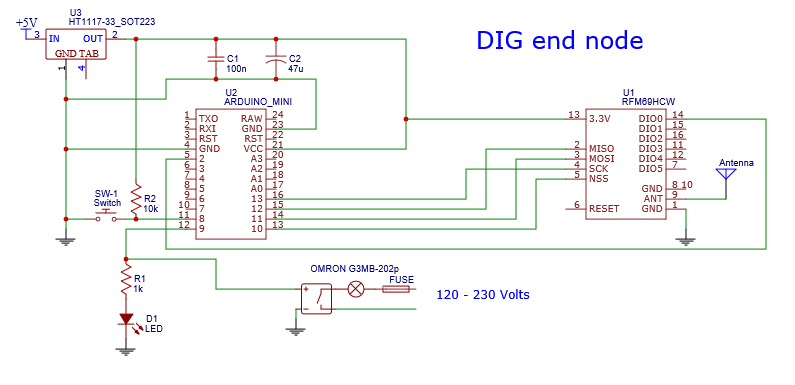 DIG end node
U3
HT1117-33_SOT223
+5V
3 IN OUT 2
GND TAB
1 4
C1
100n
C2
47u
U2
ARDUINO_MINI
1 TXO RAW 24
2 RXI GND 23
3 RST RST 22
4 GND VCC 21
5 2 A3 20
6 3 A2 19
7 4 A1 18
8 5 A0 17
9 6 13 16
10 7 12 15
11 8 11 14
12 9 10 13
U1
RFM69HCW
13 3.3V DIO0 14
DIO1 15
DIO2 16
2 MISO DIO3 11
3 MOSI DIO4 12
4 SCK DIO5 7
5 NSS
GND 8 10
ANT 9
6 RESET GND 1
Antenna
SW-1
Switch
R2
10k
R1
1k
D1
LED
OMRON G3MB-202p
FUSE
+
−
120 - 230 Volts